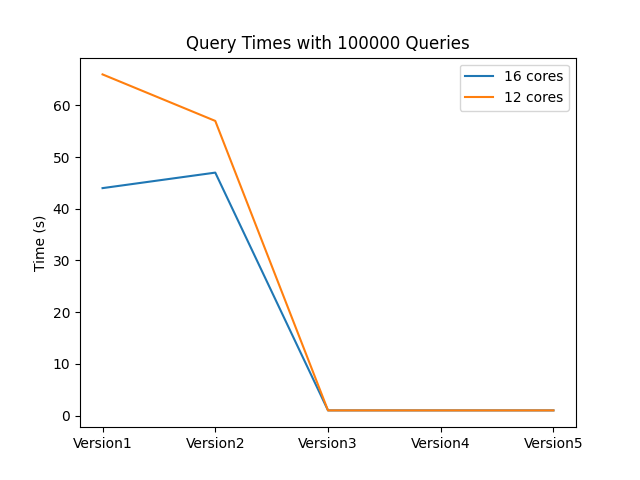 Query Times with 100000 Queries
16 cores
12 cores
Time (s)
60
50
40
30
20
10
0
Version1 Version2 Version3 Version4 Version5